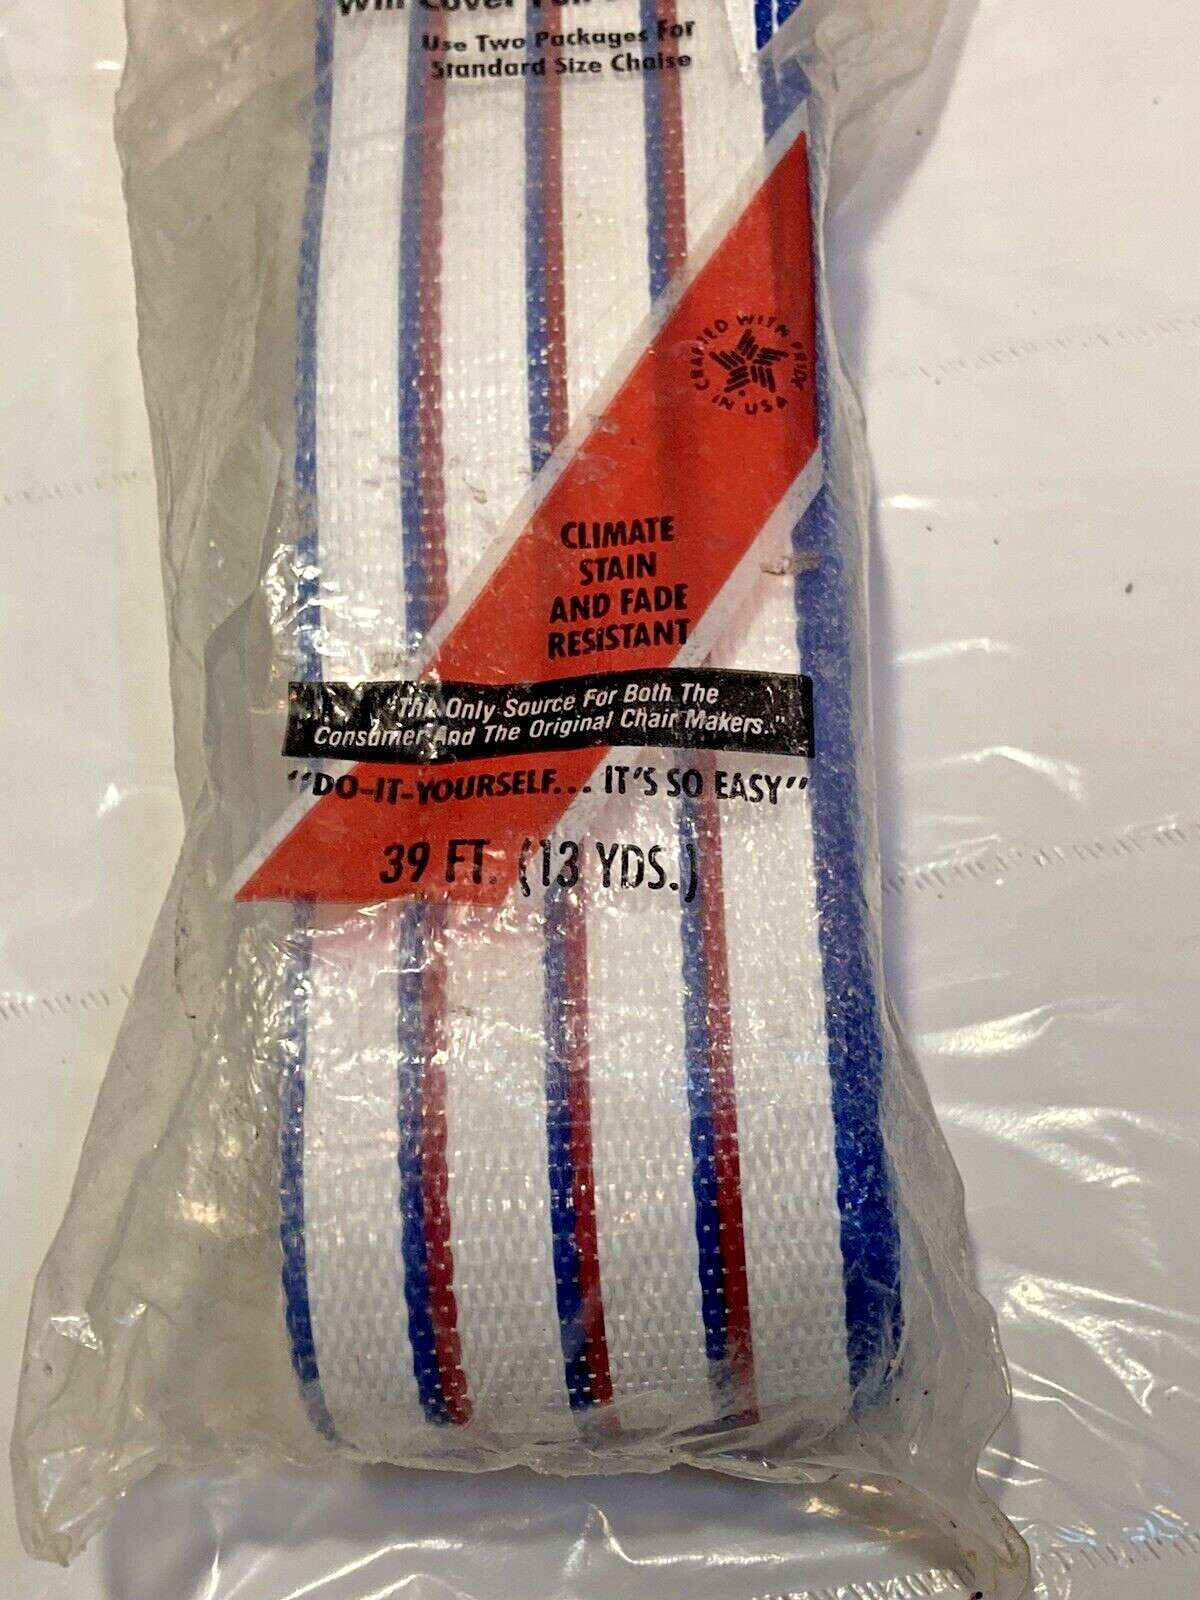 Will Cover
Use Two Packages For
Standard Size Chaise
CRAFTED WITH PRIDE
IN USA
CLIMATE
STAIN
AND FADE
RESISTANT
"The Only Source For Both The
Consumer And The Original Chair Makers."
"DO-IT-YOURSELF... IT'S SO EASY"
39 FT. (13 YDS.)